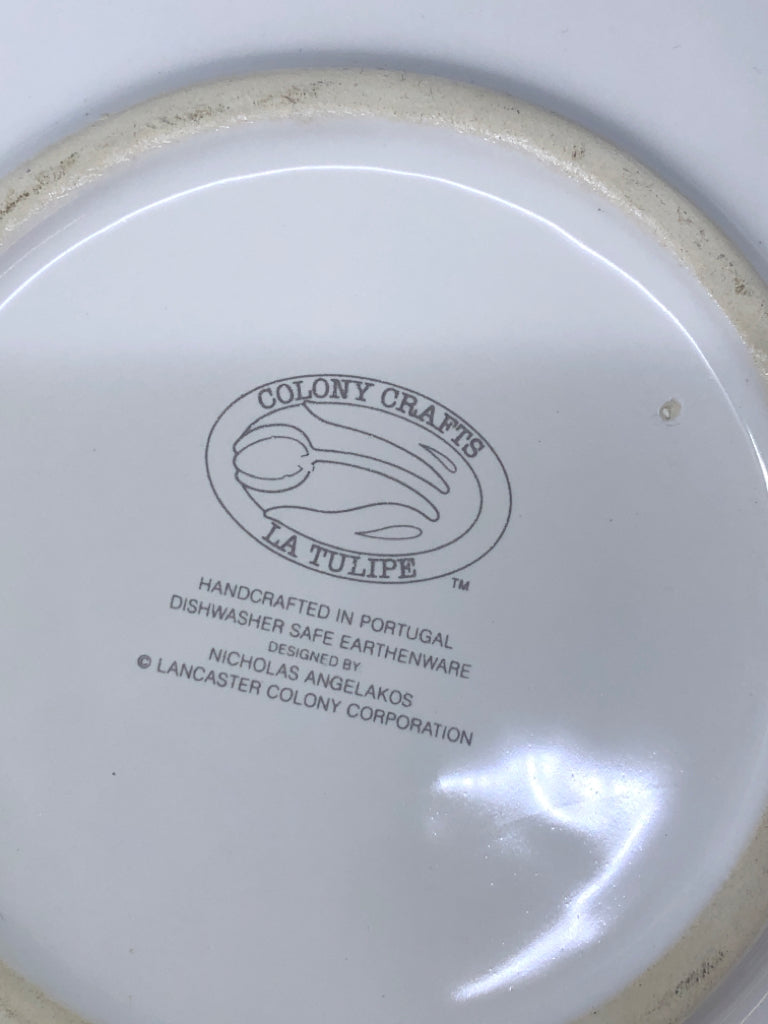 COLONY CRAFTS
LA TULIPE
TM
HANDCRAFTED IN PORTUGAL
DISHWASHER SAFE EARTHENWARE
DESIGNED BY
NICHOLAS ANGELAKOS
© LANCASTER COLONY CORPORATION